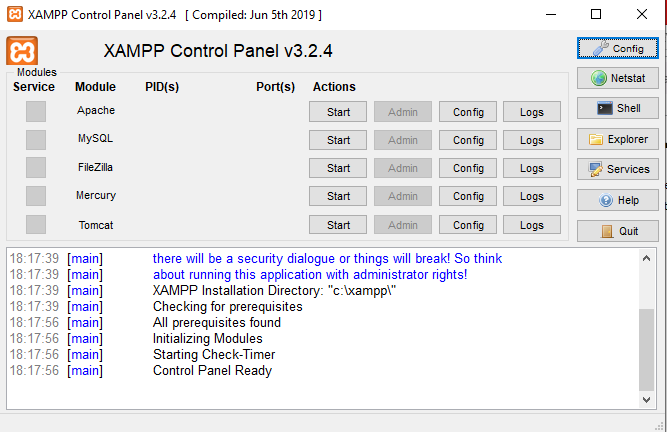 XAMPP Control Panel v3.2.4 [ Compiled: Jun 5th 2019 ]
XAMPP Control Panel v3.2.4
Config
Modules
Netstat
Service Module PID(s) Port(s) Actions
Apache Start Admin Config Logs
Shell
MySQL Start Admin Config Logs
Explorer
FileZilla Start Admin Config Logs
Services
Mercury Start Admin Config Logs
Help
Tomcat Start Admin Config Logs
Quit
18:17:39 [main] there will be a security dialogue or things will break! So think
18:17:39 [main] about running this application with administrator rights!
18:17:39 [main] XAMPP Installation Directory: "c:\xampp\"
18:17:39 [main] Checking for prerequisites
18:17:56 [main] All prerequisites found
18:17:56 [main] Initializing Modules
18:17:56 [main] Starting Check-Timer
18:17:56 [main] Control Panel Ready